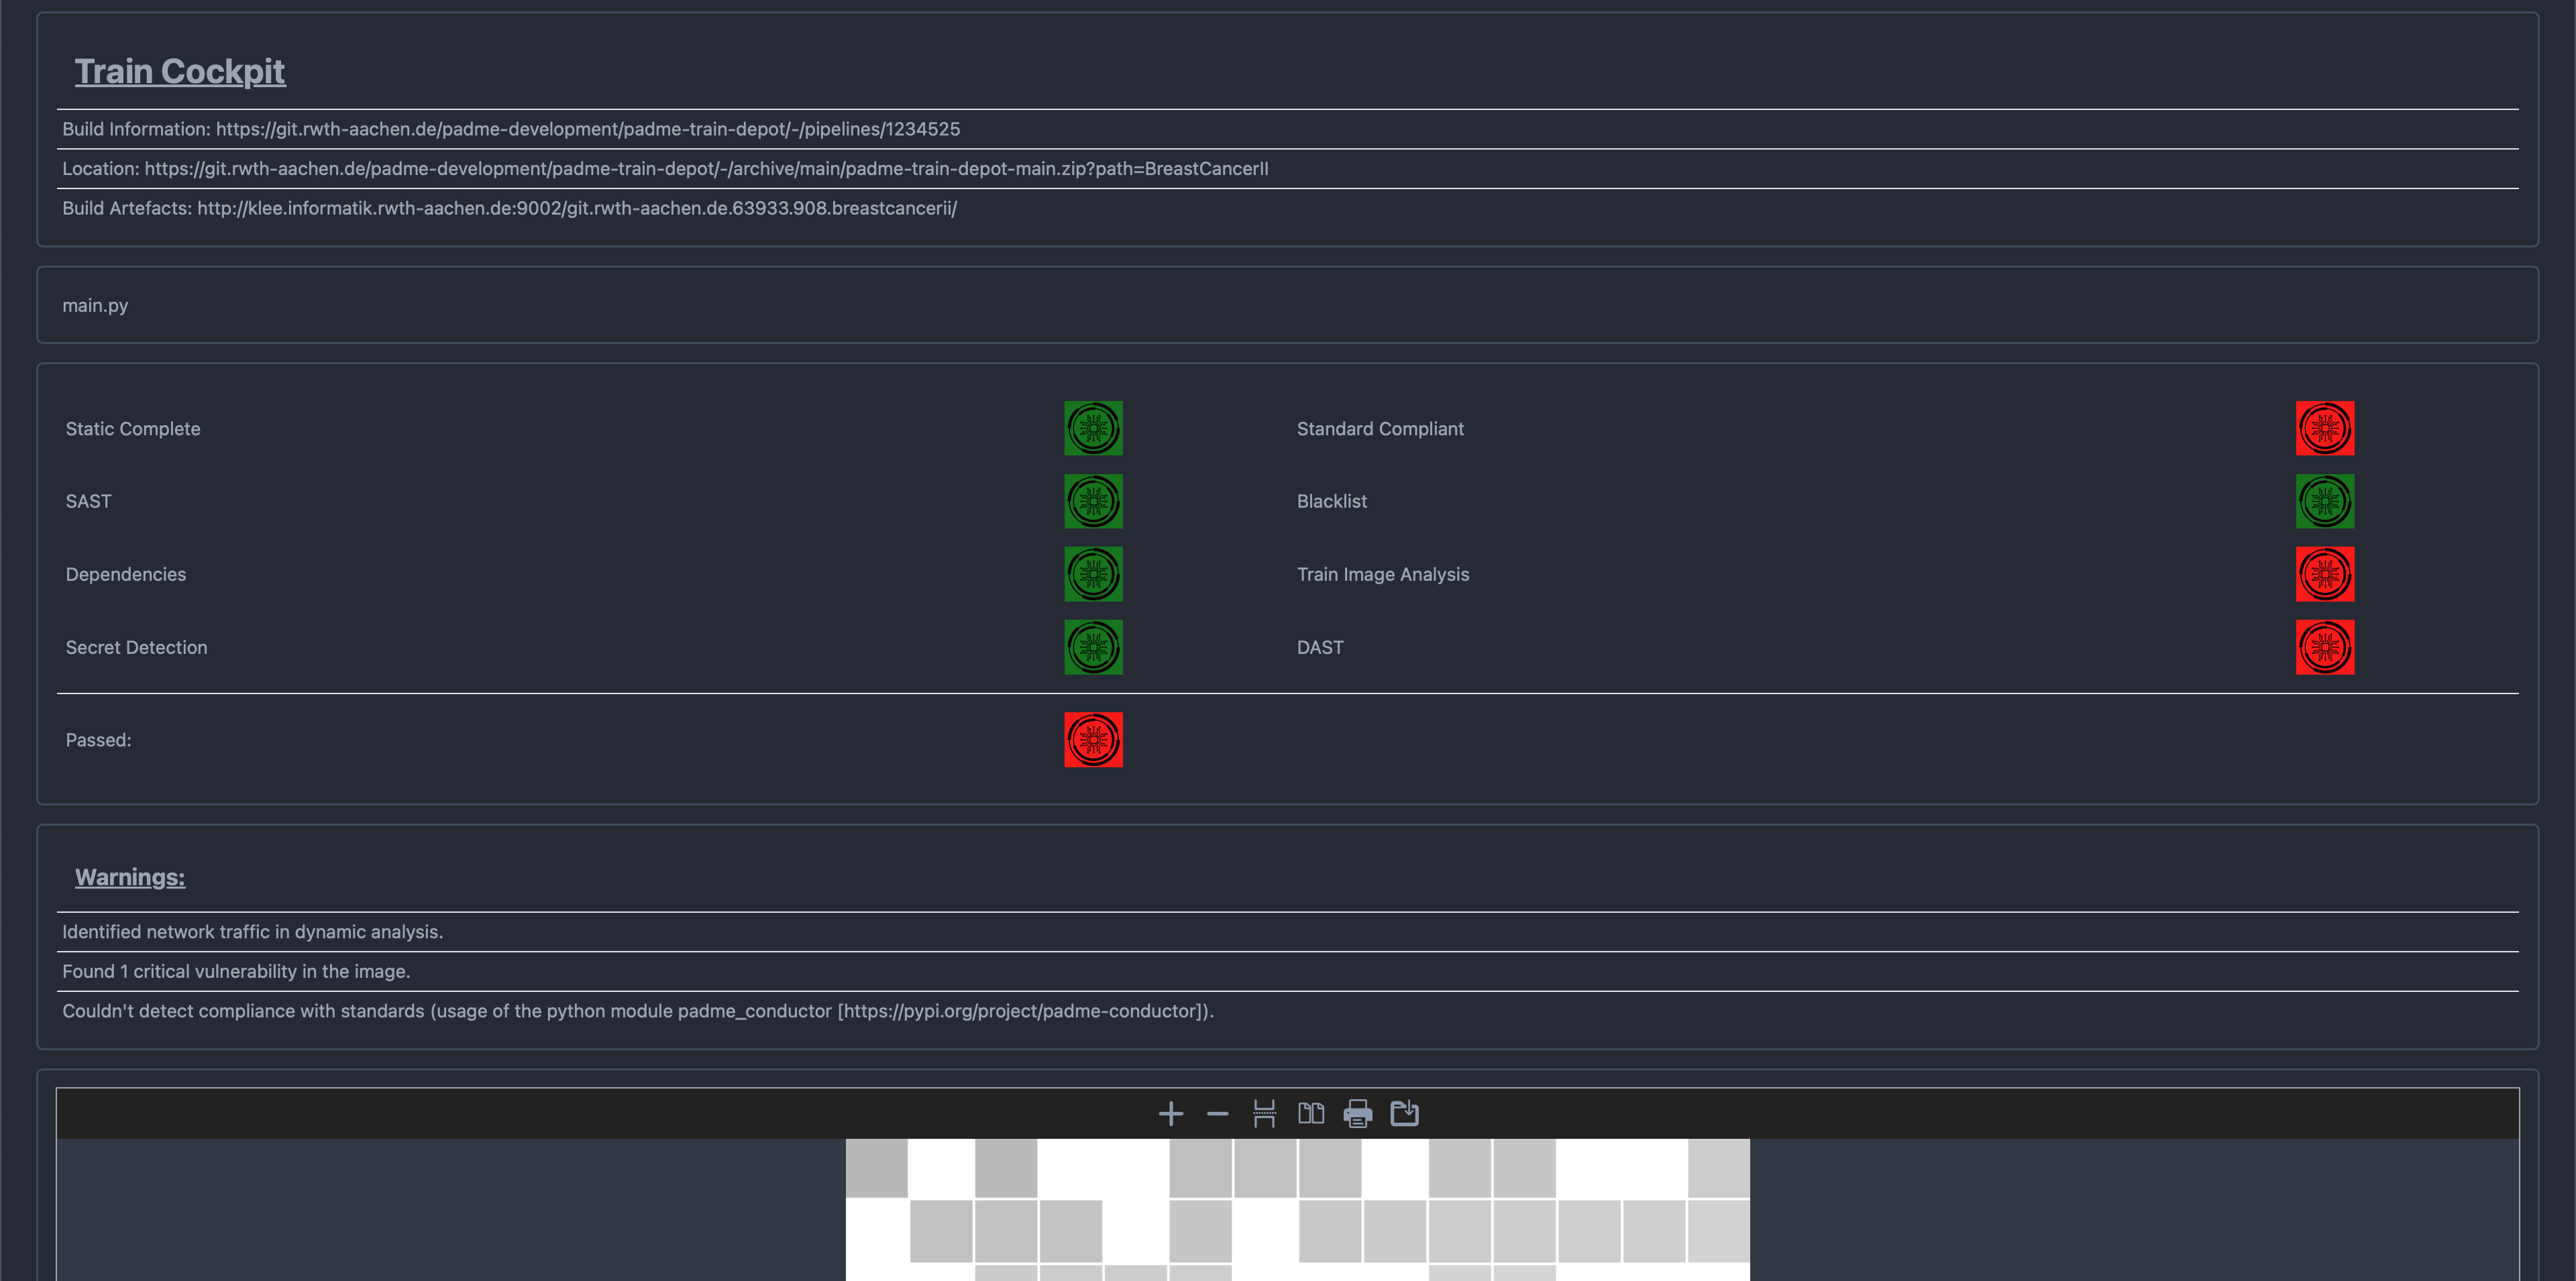 Train Cockpit
Build Information: https://git.rwth-aachen.de/padme-development/padme-train-depot/-/pipelines/1234525
Location: https://git.rwth-aachen.de/padme-development/padme-train-depot/-/archive/main/padme-train-depot-main.zip?path=BreastCancerII
Build Artefacts: http://klee.informatik.rwth-aachen.de:9002/git.rwth-aachen.de.63933.908.breastcancerii/
main.py
Static Complete
Standard Compliant
SAST
Blacklist
Dependencies
Train Image Analysis
Secret Detection
DAST
Passed:
Warnings:
Identified network traffic in dynamic analysis.
Found 1 critical vulnerability in the image.
Couldn't detect compliance with standards (usage of the python module padme_conductor [https://pypi.org/project/padme-conductor]).